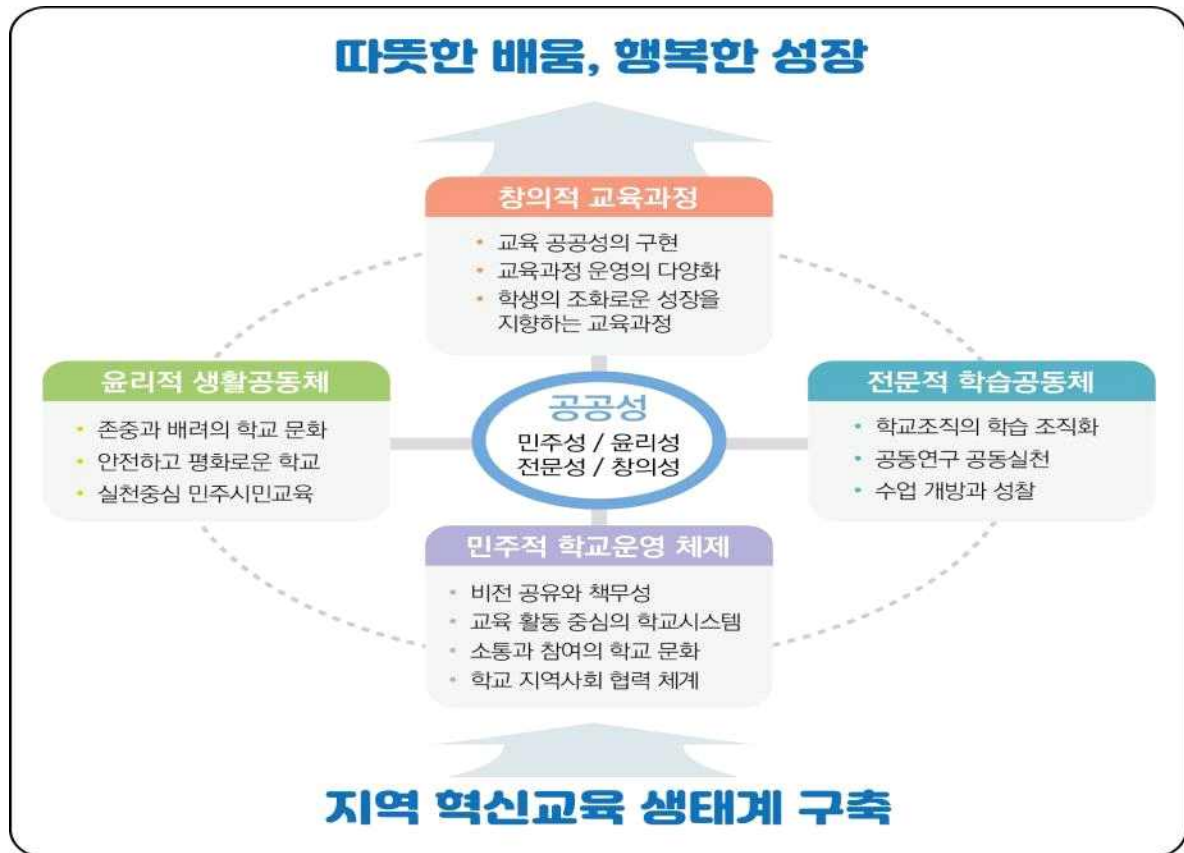 따뜻한 배움, 행복한 성장
창의적 교육과정
• 교육 공공성의 구현
• 교육과정 운영의 다양화
• 학생의 조화로운 성장을
지향하는 교육과정
윤리적 생활공동체
• 존중과 배려의 학교 문화
• 안전하고 평화로운 학교
• 실천중심 민주시민교육
공공성
민주성 / 윤리성
전문성 / 창의성
전문적 학습공동체
• 학교조직의 학습 조직화
• 공동연구 공동실천
• 수업 개방과 성찰
민주적 학교운영 체제
• 비전 공유와 책무성
• 교육 활동 중심의 학교시스템
• 소통과 참여의 학교 문화
• 학교 지역사회 협력 체계
지역 혁신교육 생태계 구축